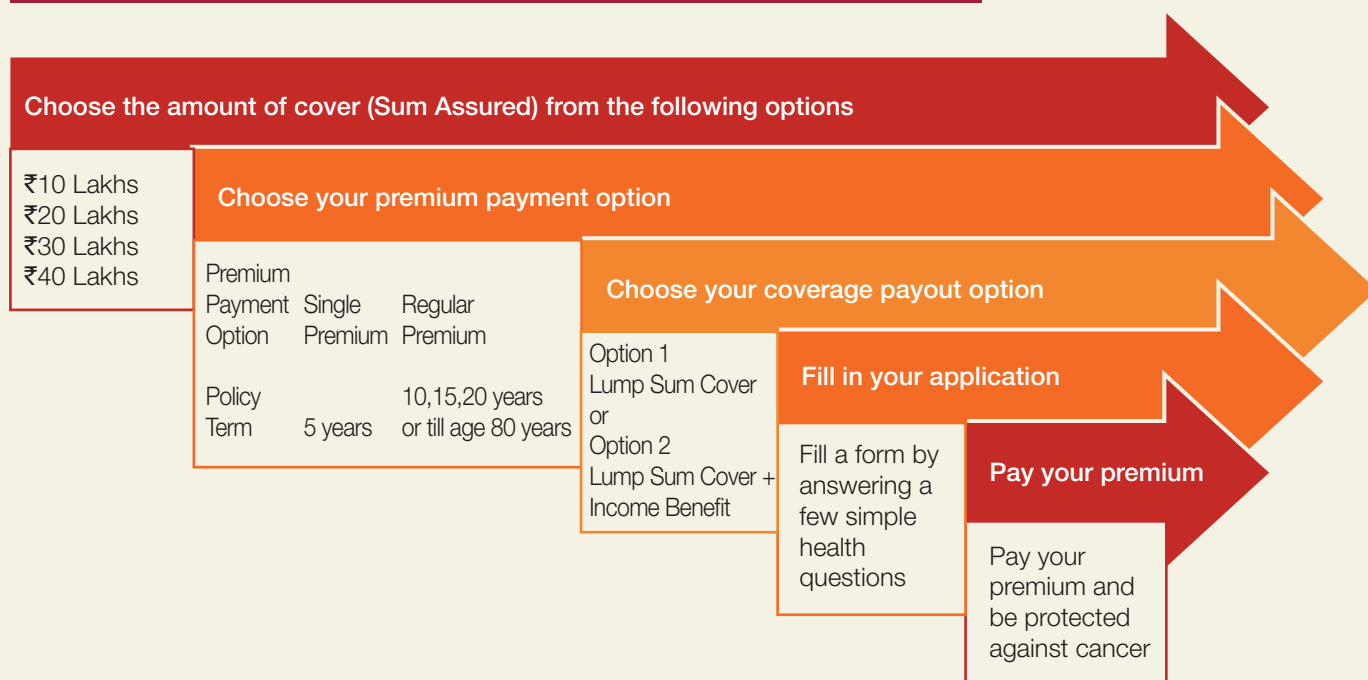 Choose the amount of cover (Sum Assured) from the following options
₹10 Lakhs
₹20 Lakhs
₹30 Lakhs
₹40 Lakhs
Choose your premium payment option
Premium
Payment Single Regular
Option Premium Premium
Policy 10,15,20 years
Term 5 years or till age 80 years
Choose your coverage payout option
Option 1
Lump Sum Cover
or
Option 2
Lump Sum Cover +
Income Benefit
Fill in your application
Fill a form by
answering a
few simple
health
questions
Pay your premium
Pay your
premium and
be protected
against cancer